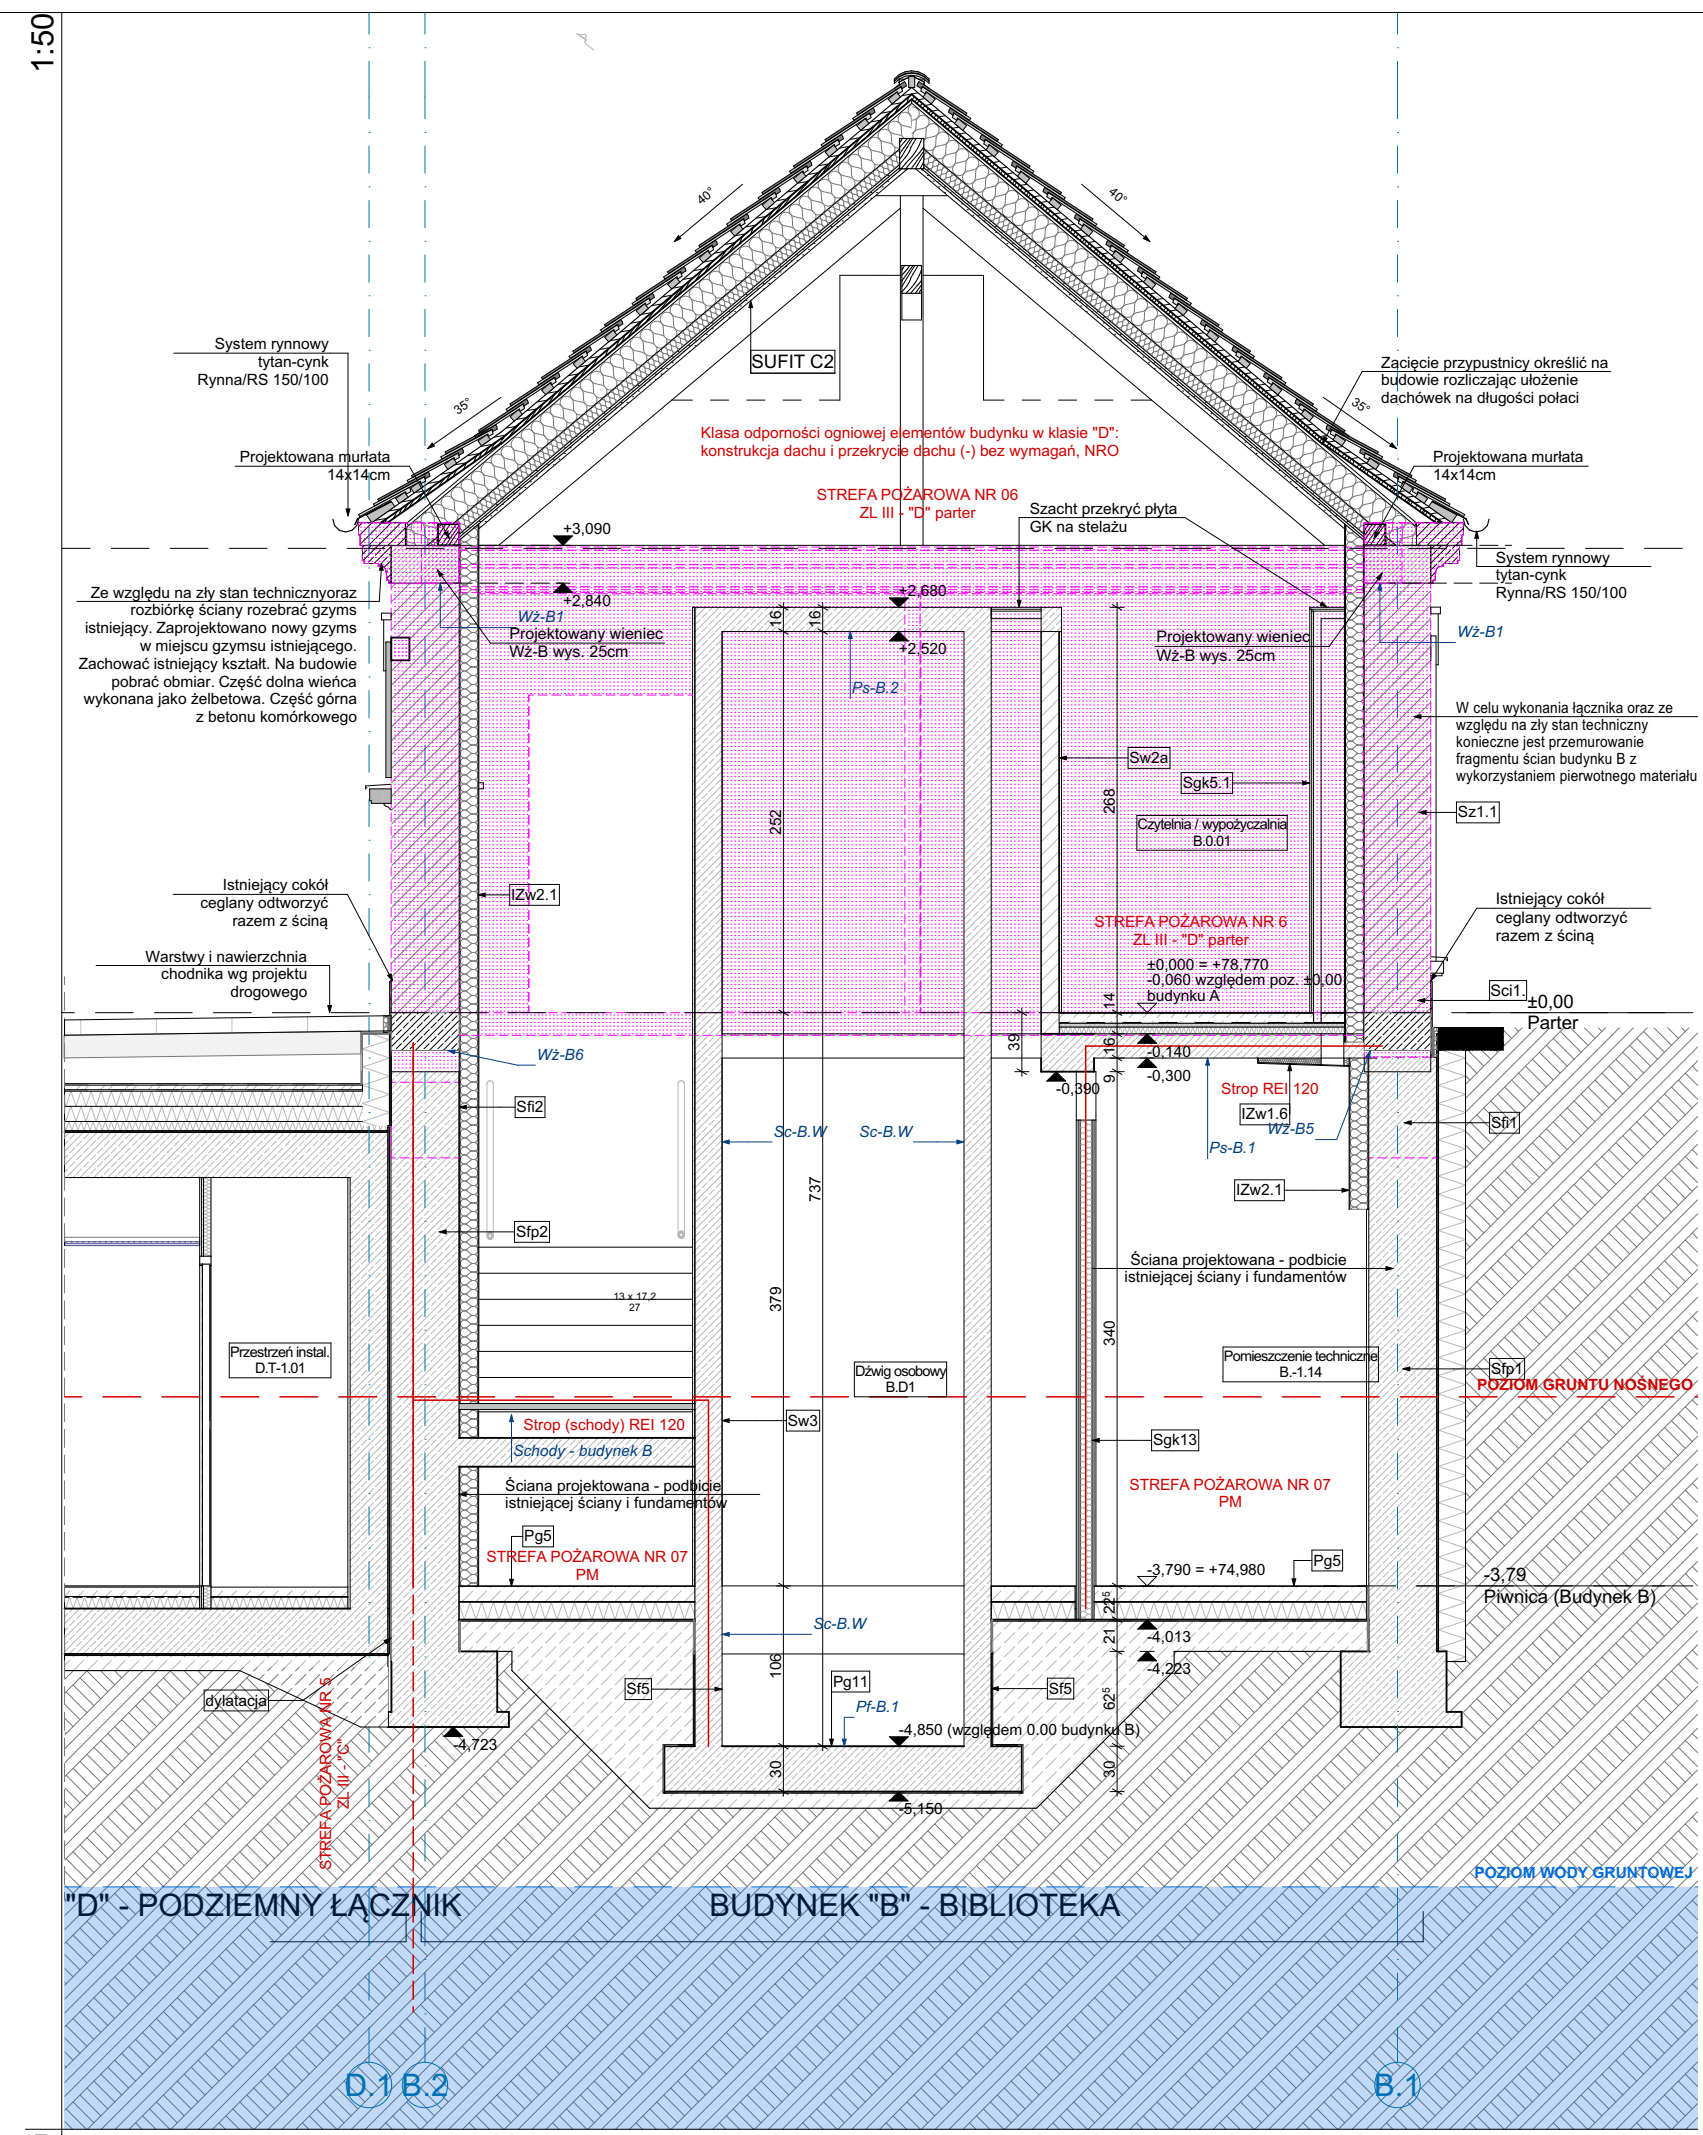 1:50
40°
40°
SUFIT C2
System rynnowy
tytan-cynk
Rynna/RS 150/100
35°
35°
Zacięcie przypustnicy określić na
budowie rozliczając ułożenie
dachówek na długości połaci
Klasa odporności ogniowej elementów budynku w klasie "D":
konstrukcja dachu i przekrycie dachu (-) bez wymagań, NRO
Projektowana murłata
14x14cm
Projektowana murłata
14x14cm
STREFA POŻAROWA NR 06
ZL III - "D" parter
Szacht przekryć płyta
GK na stelażu
+3,090
System rynnowy
tytan-cynk
Rynna/RS 150/100
Ze względu na zły stan technicznyoraz
rozbiórkę ściany rozebrać gzyms
istniejący. Zaprojektowano nowy gzyms
w miejscu gzymsu istniejącego.
Zachować istniejący kształt. Na budowie
pobrać obmiar. Część dolna wieńca
wykonana jako żelbetowa. Część górna
z betonu komórkowego
+2,840
+2,680
Wż-B1
Projektowany wieniec
Wż-B wys. 25cm
16
16
+2,520
Projektowany wieniec
Wż-B wys. 25cm
Wż-B1
Ps-B.2
W celu wykonania łącznika oraz ze
względu na zły stan techniczny
konieczne jest przemurowanie
fragmentu ścian budynku B z
wykorzystaniem pierwotnego materiału
Sw2a
Sgk5.1
252
268
Sz1.1
Czytelnia / wypożyczalnia
B.0.01
Istniejący cokół
ceglany odtworzyć
razem z ściną
IZw2.1
Istniejący cokół
ceglany odtworzyć
razem z ściną
STREFA POŻAROWA NR 6
ZL III - "D" parter
Warstwy i nawierzchnia
chodnika wg projektu
drogowego
±0,000 = +78,770
-0,060 względem poz. ±0,00
budynku A
Sci1.
±0,00
Parter
14
39
16
9
Wż-B6
-0,140
-0,300
-0,390
Strop REI 120
IZw1.6
Wż-B5
Sfi2
Sfi1
Sc-B.W
Sc-B.W
Ps-B.1
737
IZw2.1
Sfp2
Ściana projektowana - podbicie
istniejącej ściany i fundamentów
13 x 17,2
27
379
340
Przestrzeń instal.
D.T-1.01
Dźwig osobowy
B.D1
Pomieszczenie techniczne
B.-1.14
Sfp1
POZIOM GRUNTU NOŚNEGO
Strop (schody) REI 120
Sw3
Schody - budynek B
Sgk13
Ściana projektowana - podbicie
istniejącej ściany i fundamentów
STREFA POŻAROWA NR 07
PM
Pg5
STREFA POŻAROWA NR 07
PM
-3,790 = +74,980
Pg5
-3,79
Piwnica (Budynek B)
22⁵
Sc-B.W
21
-4,013
-4,223
106
dylatacja
Sf5
Pg11
Sf5
62⁵
Pf-B.1
-4,850 (względem 0.00 budynku B)
-4,723
30
30
-5,150
STREFA POŻAROWA NR 5
ZL III - "C"
POZIOM WODY GRUNTOWEJ
"D" - PODZIEMNY ŁĄCZNIK
BUDYNEK "B" - BIBLIOTEKA
D.1
B.2
B.1